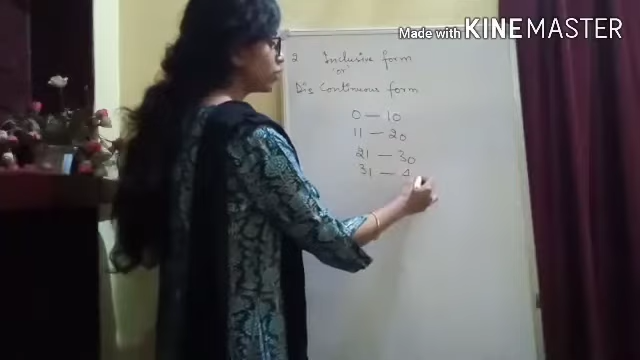 Made with KINEMASTER
2 Inclusive form
"or"
Dis Continuous form
0 — 10
11 — 20
21 — 30
31 — 4